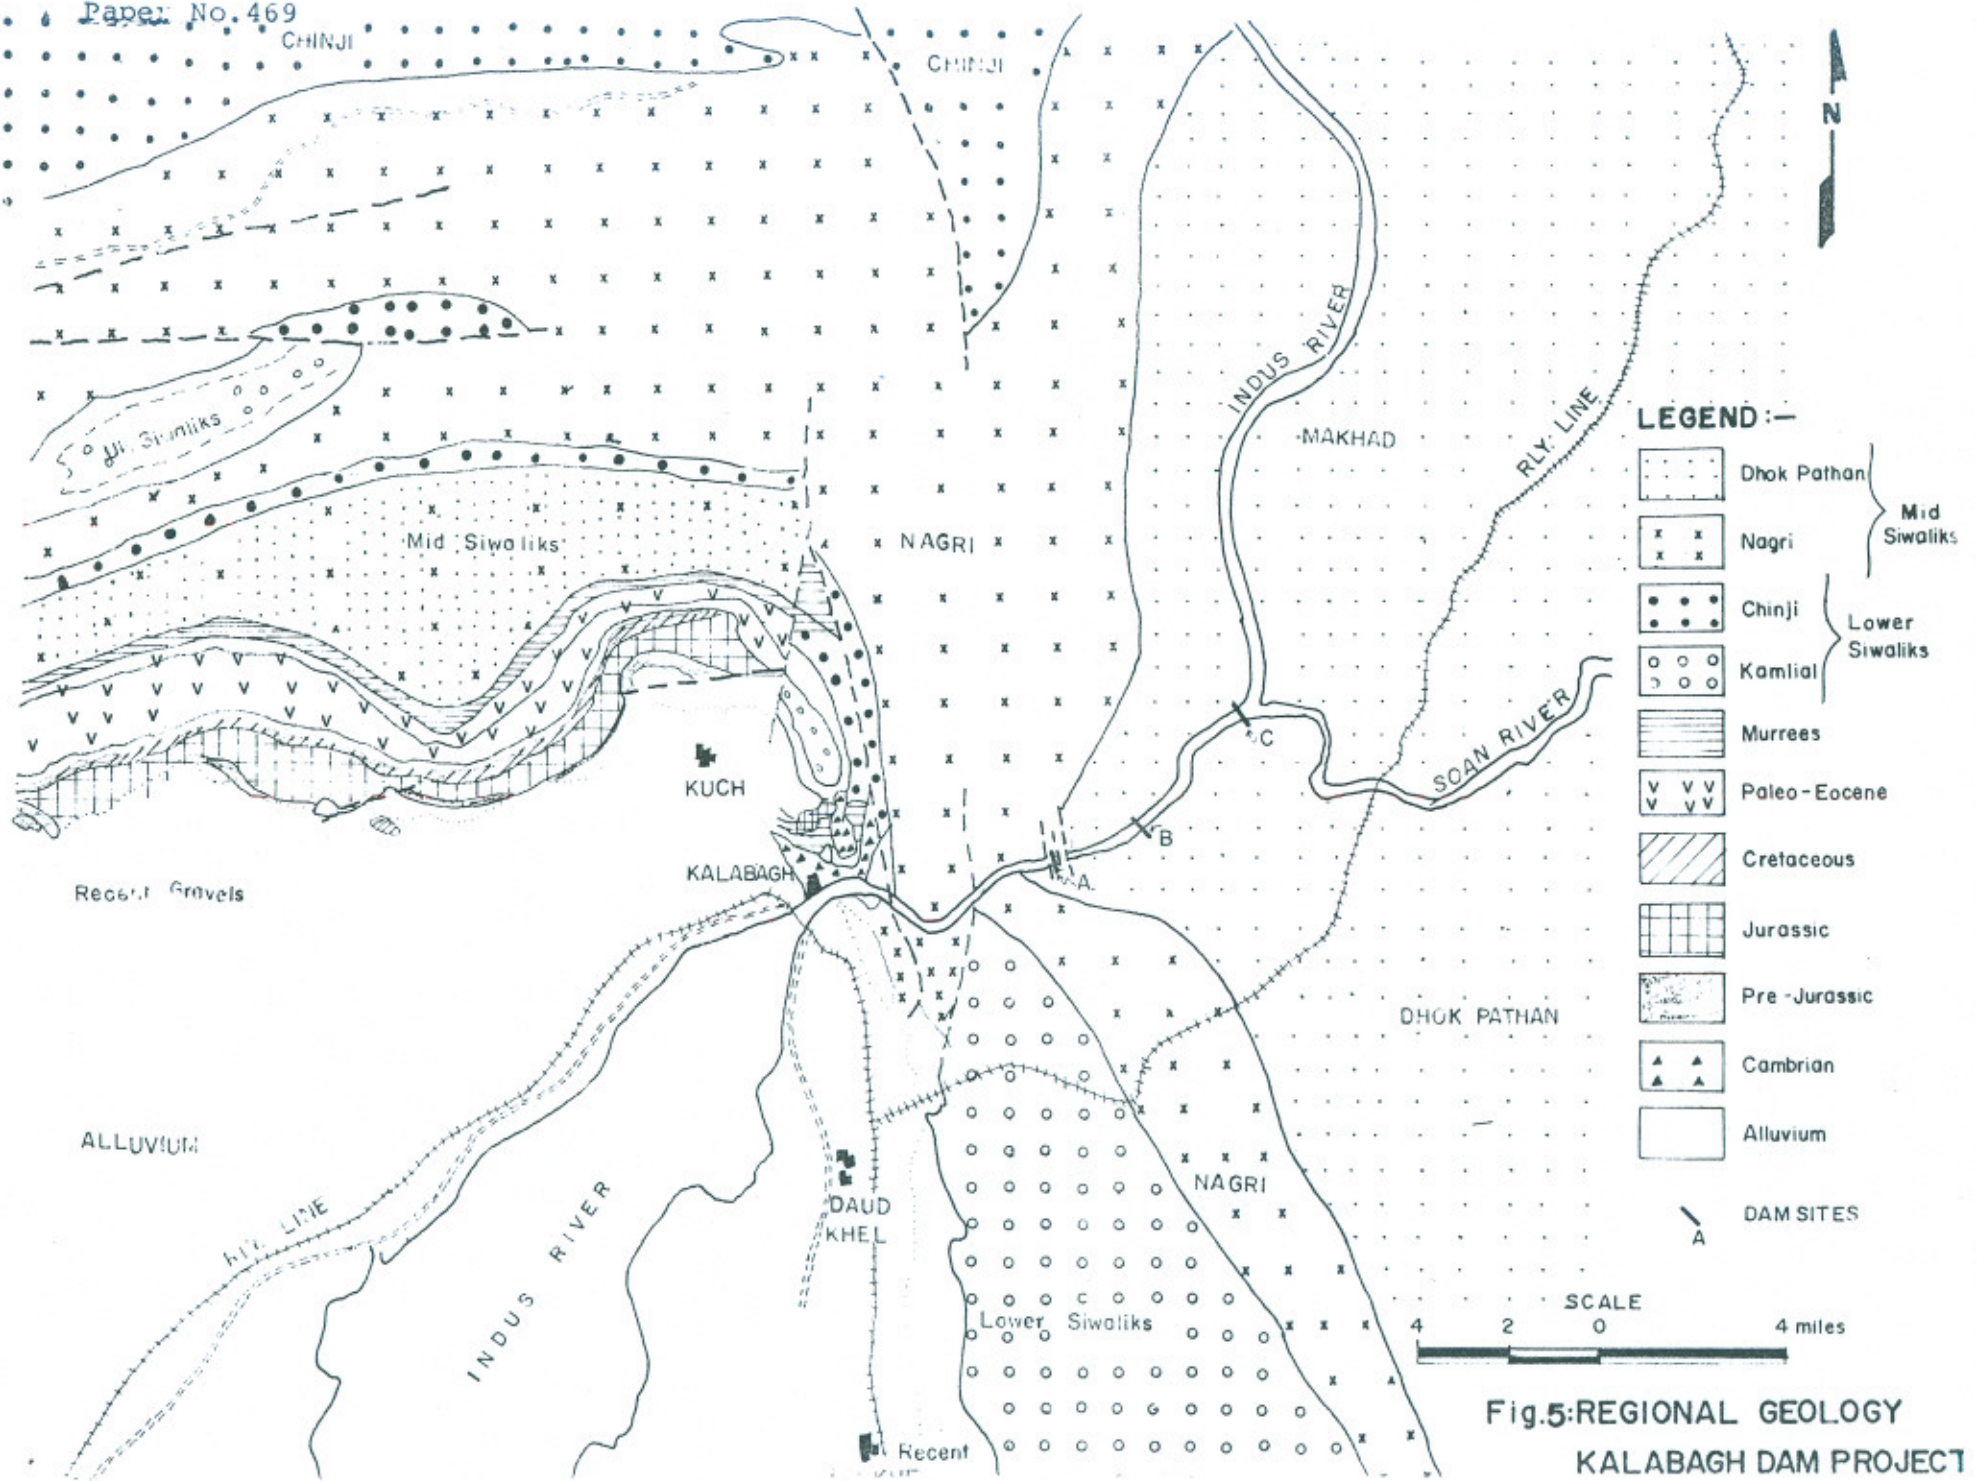 Paper No.469
CHINJI
CHINJI
N
INDUS RIVER
MAKHAD
RLY. LINE
Siwaliks
Mid Siwaliks
NAGRI
LEGEND:—
Dhok Pathan
Nagri
Mid
Siwaliks
Chinji
Kamlial
Lower
Siwaliks
Murrees
Paleo-Eocene
Cretaceous
Jurassic
Pre-Jurassic
Cambrian
Alluvium
DAM SITES
A
KUCH
KALABAGH
C
B
A
SOAN RIVER
Recent Gravels
DHOK PATHAN
ALLUVIUM
RLY. LINE
INDUS RIVER
DAUD
KHEL
NAGRI
Lower Siwaliks
Recent
SCALE
4 2 0 4 miles
Fig.5:REGIONAL GEOLOGY
KALABAGH DAM PROJECT